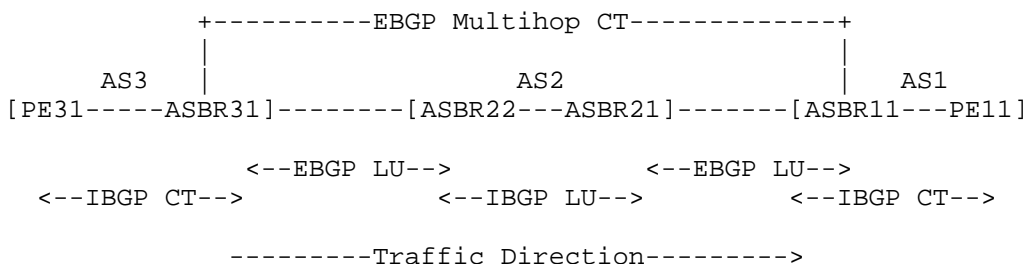 +----------EBGP Multihop CT-------------+
|                                       |
AS3  |                   AS2                 |   AS1
[PE31-----ASBR31]--------[ASBR22---ASBR21]-------[ASBR11---PE11]
<--EBGP LU-->             <--EBGP LU-->
<--IBGP CT-->            <--IBGP LU-->         <--IBGP CT-->
---------Traffic Direction--------->